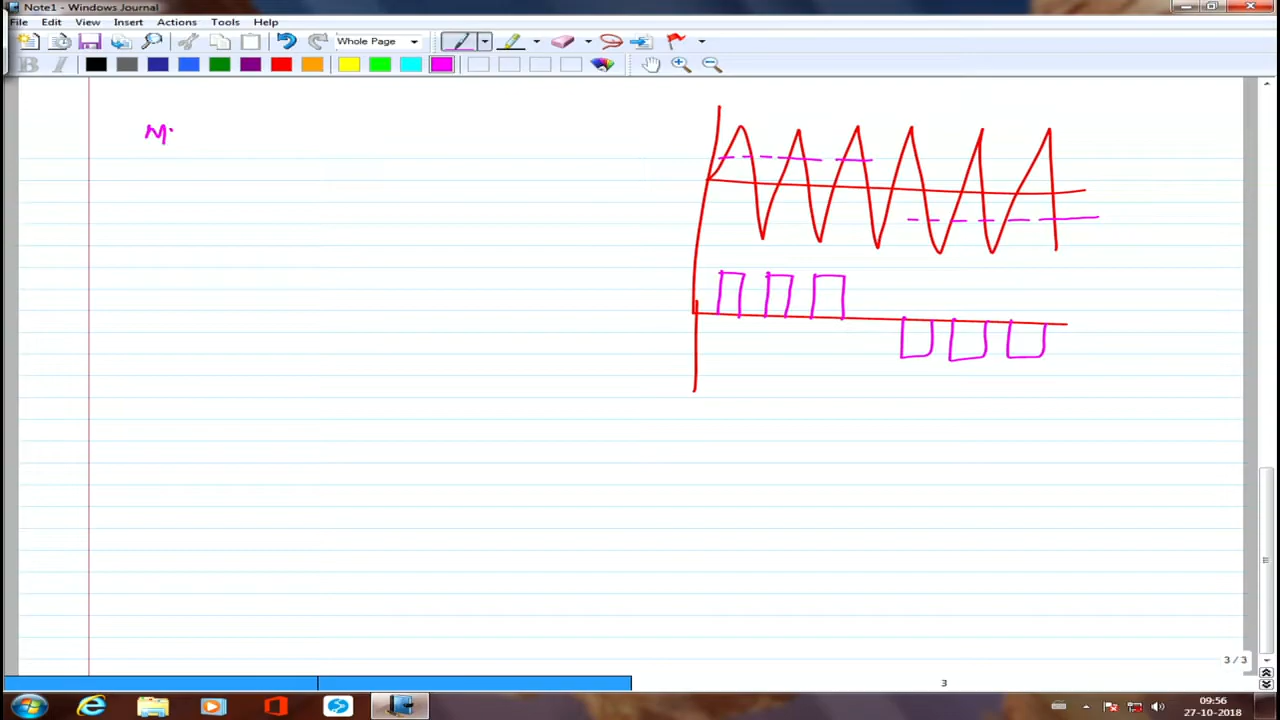 Note1 - Windows Journal
File Edit View Insert Actions Tools Help
Whole Page
B I
M
3 / 3
3
09:56
27-10-2018